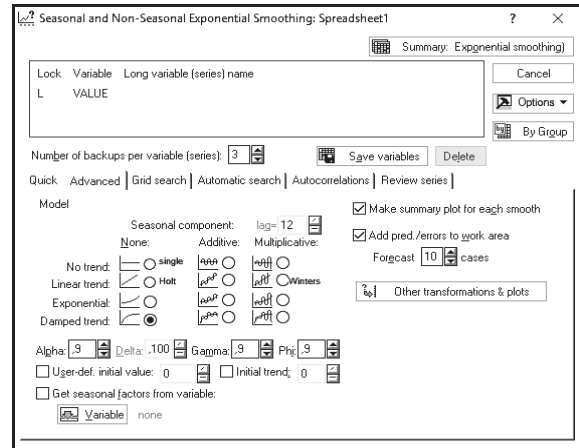 Seasonal and Non-Seasonal Exponential Smoothing: Spreadsheet1 ? ×
Summary: Exponential smoothing)
Lock Variable Long variable (series) name
L VALUE
Cancel
Options
By Group
Number of backups per variable (series): 3 Save variables Delete
Quick Advanced Grid search Automatic search Autocorrelations Review series
Model
Seasonal component: lag= 12
None: Additive: Multiplicative:
No trend: single
Linear trend: Holt Winters
Exponential:
Damped trend:
Make summary plot for each smooth
Add pred./errors to work area
Forecast 10 cases
Other transformations & plots
Alpha: ,9 Delta: ,100 Gamma: ,9 Phi: ,9
User-def. initial value: 0 Initial trend: 0
Get seasonal factors from variable:
Variable none